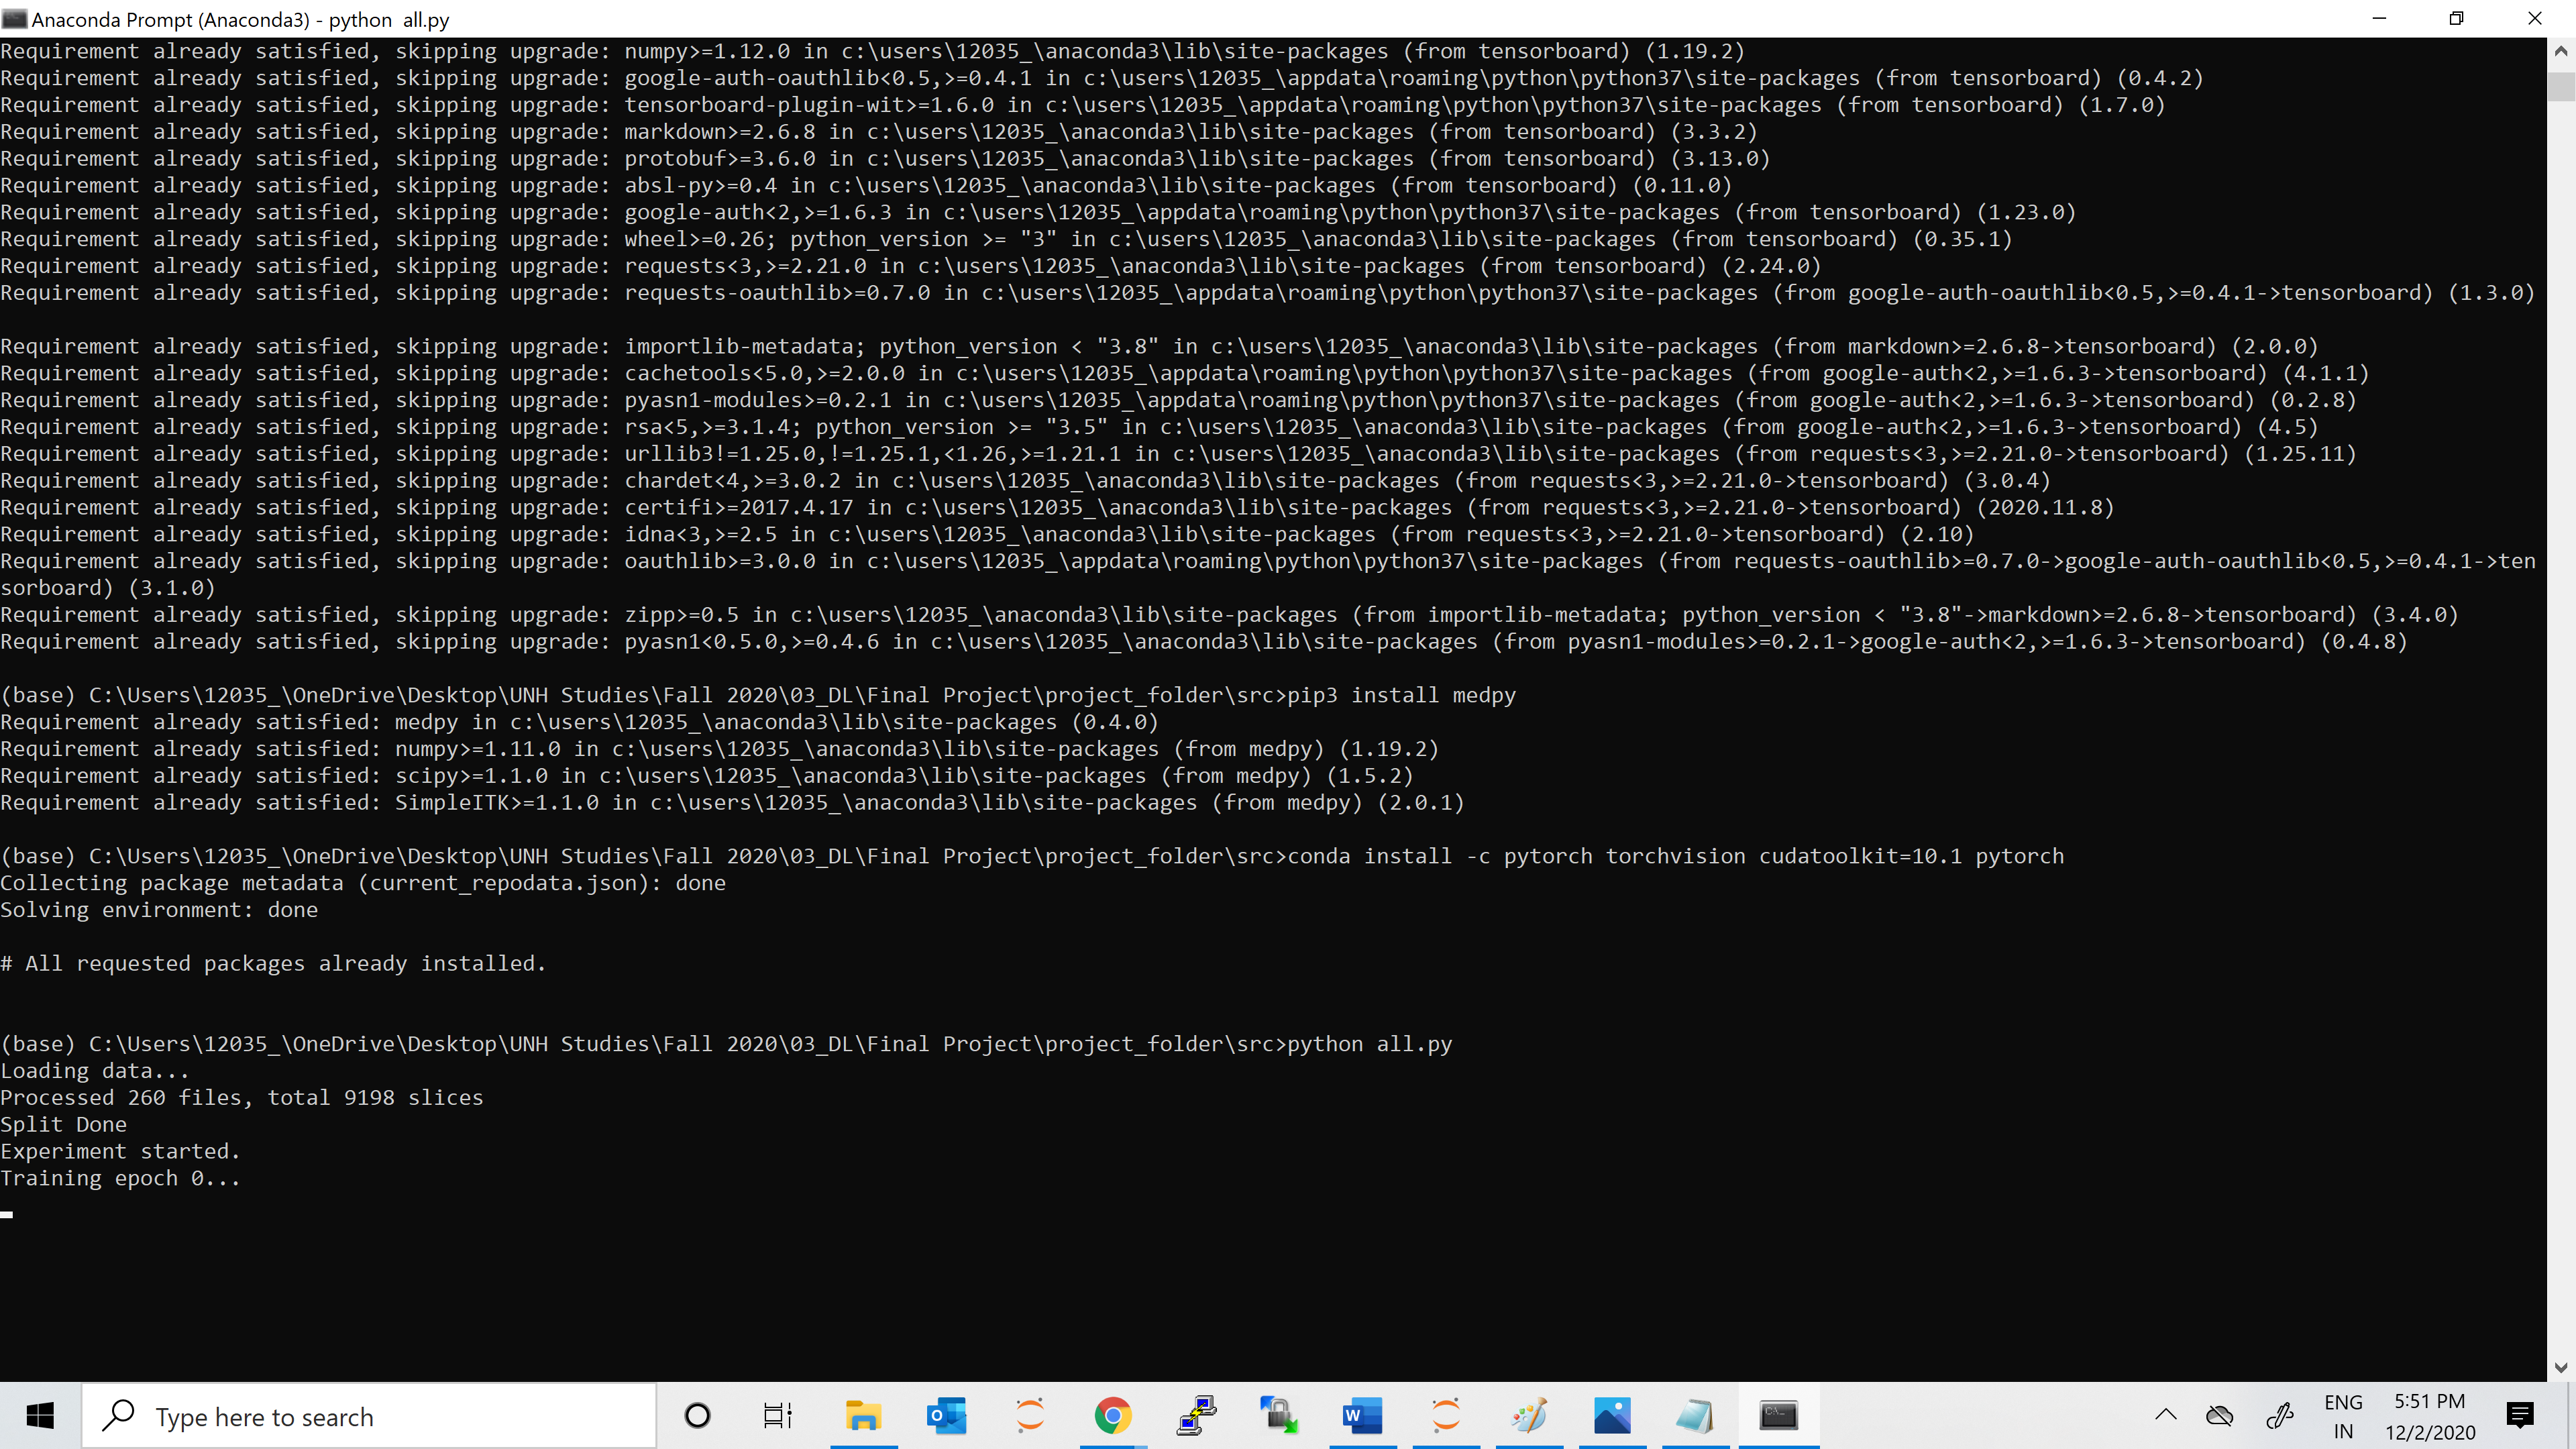 Anaconda Prompt (Anaconda3) - python  all.py
Requirement already satisfied, skipping upgrade: numpy>=1.12.0 in c:\users\12035_\anaconda3\lib\site-packages (from tensorboard) (1.19.2)
Requirement already satisfied, skipping upgrade: google-auth-oauthlib<0.5,>=0.4.1 in c:\users\12035_\appdata\roaming\python\python37\site-packages (from tensorboard) (0.4.2)
Requirement already satisfied, skipping upgrade: tensorboard-plugin-wit>=1.6.0 in c:\users\12035_\appdata\roaming\python\python37\site-packages (from tensorboard) (1.7.0)
Requirement already satisfied, skipping upgrade: markdown>=2.6.8 in c:\users\12035_\anaconda3\lib\site-packages (from tensorboard) (3.3.2)
Requirement already satisfied, skipping upgrade: protobuf>=3.6.0 in c:\users\12035_\anaconda3\lib\site-packages (from tensorboard) (3.13.0)
Requirement already satisfied, skipping upgrade: absl-py>=0.4 in c:\users\12035_\anaconda3\lib\site-packages (from tensorboard) (0.11.0)
Requirement already satisfied, skipping upgrade: google-auth<2,>=1.6.3 in c:\users\12035_\appdata\roaming\python\python37\site-packages (from tensorboard) (1.23.0)
Requirement already satisfied, skipping upgrade: wheel>=0.26; python_version >= "3" in c:\users\12035_\anaconda3\lib\site-packages (from tensorboard) (0.35.1)
Requirement already satisfied, skipping upgrade: requests<3,>=2.21.0 in c:\users\12035_\anaconda3\lib\site-packages (from tensorboard) (2.24.0)
Requirement already satisfied, skipping upgrade: requests-oauthlib>=0.7.0 in c:\users\12035_\appdata\roaming\python\python37\site-packages (from google-auth-oauthlib<0.5,>=0.4.1->tensorboard) (1.3.0)
Requirement already satisfied, skipping upgrade: importlib-metadata; python_version < "3.8" in c:\users\12035_\anaconda3\lib\site-packages (from markdown>=2.6.8->tensorboard) (2.0.0)
Requirement already satisfied, skipping upgrade: cachetools<5.0,>=2.0.0 in c:\users\12035_\appdata\roaming\python\python37\site-packages (from google-auth<2,>=1.6.3->tensorboard) (4.1.1)
Requirement already satisfied, skipping upgrade: pyasn1-modules>=0.2.1 in c:\users\12035_\appdata\roaming\python\python37\site-packages (from google-auth<2,>=1.6.3->tensorboard) (0.2.8)
Requirement already satisfied, skipping upgrade: rsa<5,>=3.1.4; python_version >= "3.5" in c:\users\12035_\anaconda3\lib\site-packages (from google-auth<2,>=1.6.3->tensorboard) (4.5)
Requirement already satisfied, skipping upgrade: urllib3!=1.25.0,!=1.25.1,<1.26,>=1.21.1 in c:\users\12035_\anaconda3\lib\site-packages (from requests<3,>=2.21.0->tensorboard) (1.25.11)
Requirement already satisfied, skipping upgrade: chardet<4,>=3.0.2 in c:\users\12035_\anaconda3\lib\site-packages (from requests<3,>=2.21.0->tensorboard) (3.0.4)
Requirement already satisfied, skipping upgrade: certifi>=2017.4.17 in c:\users\12035_\anaconda3\lib\site-packages (from requests<3,>=2.21.0->tensorboard) (2020.11.8)
Requirement already satisfied, skipping upgrade: idna<3,>=2.5 in c:\users\12035_\anaconda3\lib\site-packages (from requests<3,>=2.21.0->tensorboard) (2.10)
Requirement already satisfied, skipping upgrade: oauthlib>=3.0.0 in c:\users\12035_\appdata\roaming\python\python37\site-packages (from requests-oauthlib>=0.7.0->google-auth-oauthlib<0.5,>=0.4.1->ten
sorboard) (3.1.0)
Requirement already satisfied, skipping upgrade: zipp>=0.5 in c:\users\12035_\anaconda3\lib\site-packages (from importlib-metadata; python_version < "3.8"->markdown>=2.6.8->tensorboard) (3.4.0)
Requirement already satisfied, skipping upgrade: pyasn1<0.5.0,>=0.4.6 in c:\users\12035_\anaconda3\lib\site-packages (from pyasn1-modules>=0.2.1->google-auth<2,>=1.6.3->tensorboard) (0.4.8)
(base) C:\Users\12035_\OneDrive\Desktop\UNH Studies\Fall 2020\03_DL\Final Project\project_folder\src>pip3 install medpy
Requirement already satisfied: medpy in c:\users\12035_\anaconda3\lib\site-packages (0.4.0)
Requirement already satisfied: numpy>=1.11.0 in c:\users\12035_\anaconda3\lib\site-packages (from medpy) (1.19.2)
Requirement already satisfied: scipy>=1.1.0 in c:\users\12035_\anaconda3\lib\site-packages (from medpy) (1.5.2)
Requirement already satisfied: SimpleITK>=1.1.0 in c:\users\12035_\anaconda3\lib\site-packages (from medpy) (2.0.1)
(base) C:\Users\12035_\OneDrive\Desktop\UNH Studies\Fall 2020\03_DL\Final Project\project_folder\src>conda install -c pytorch torchvision cudatoolkit=10.1 pytorch
Collecting package metadata (current_repodata.json): done
Solving environment: done
# All requested packages already installed.
(base) C:\Users\12035_\OneDrive\Desktop\UNH Studies\Fall 2020\03_DL\Final Project\project_folder\src>python all.py
Loading data...
Processed 260 files, total 9198 slices
Split Done
Experiment started.
Training epoch 0...
Type here to search
ENG
IN
5:51 PM
12/2/2020